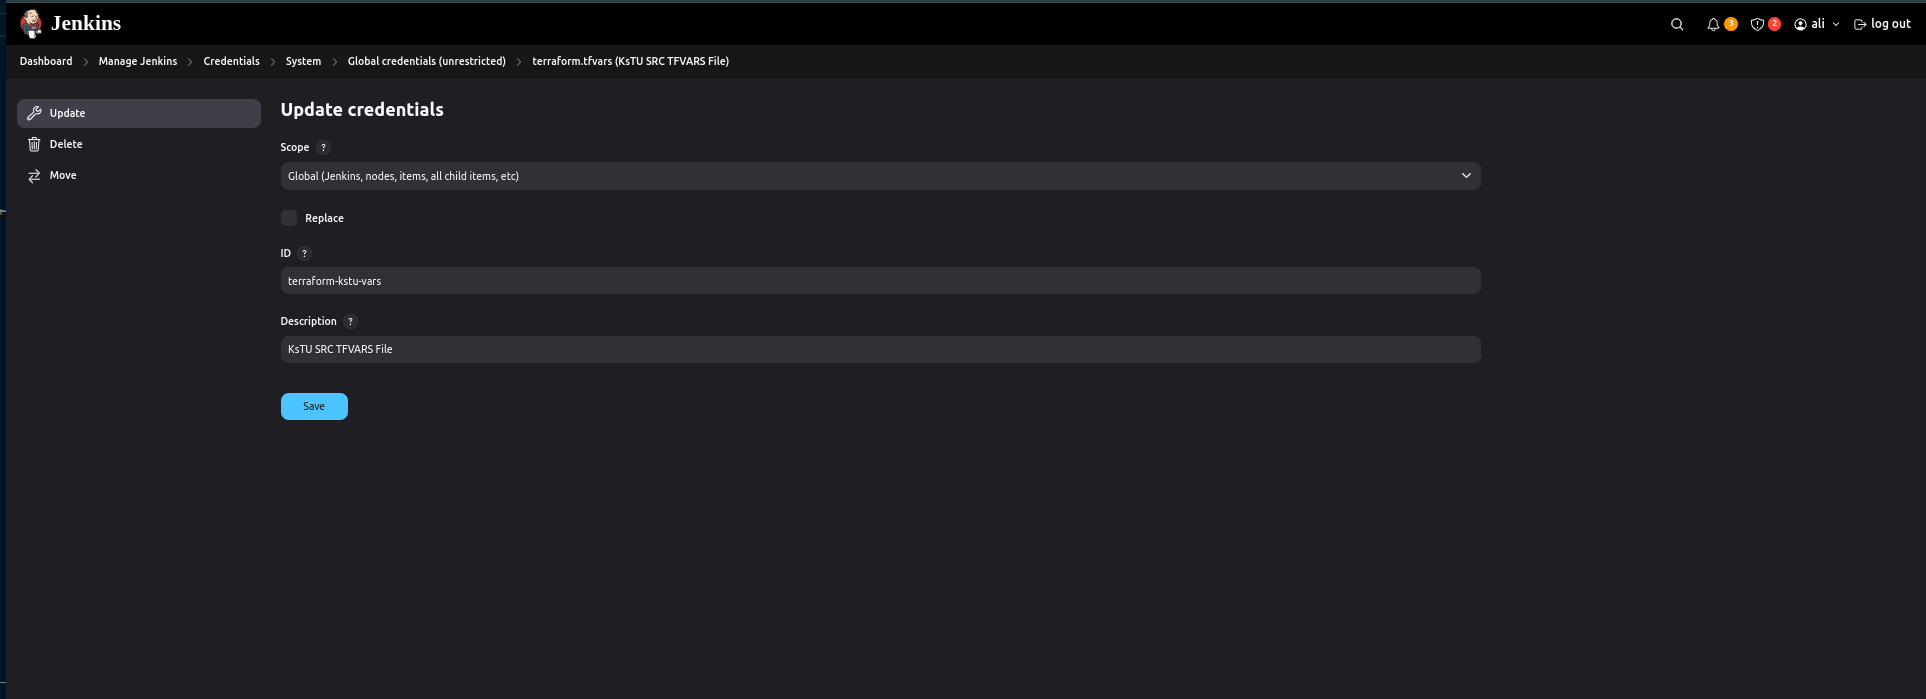 Jenkins
3
2
ali
log out
Dashboard
Manage Jenkins
Credentials
System
Global credentials (unrestricted)
terraform.tfvars (KsTU SRC TFVARS File)
Update
Delete
Move
Update credentials
Scope ?
Global (Jenkins, nodes, items, all child items, etc)
Replace
ID ?
terraform-kstu-vars
Description ?
KsTU SRC TFVARS File
Save